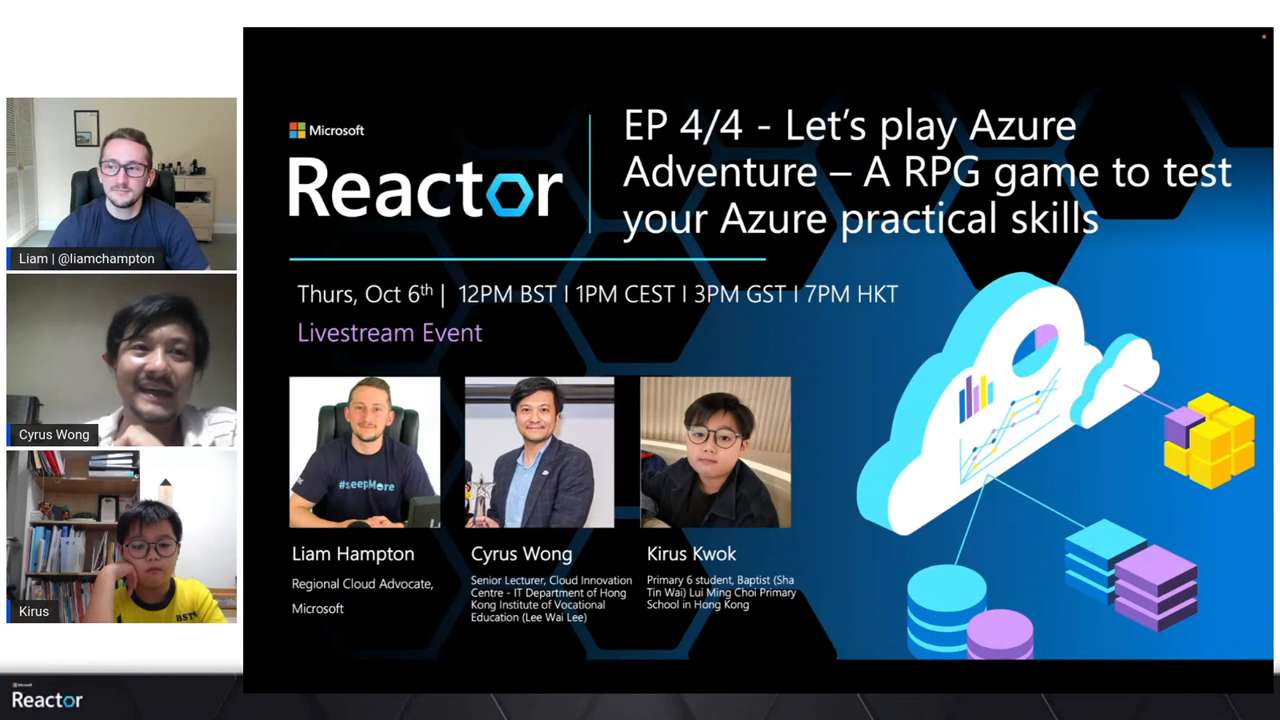 Microsoft
Reactor
EP 4/4 - Let's play Azure
Adventure – A RPG game to test
your Azure practical skills
Thurs, Oct 6th | 12PM BST I 1PM CEST I 3PM GST I 7PM HKT
Livestream Event
#seepMore
Liam Hampton
Regional Cloud Advocate,
Microsoft
Cyrus Wong
Senior Lecturer, Cloud Innovation
Centre - IT Department of Hong
Kong Institute of Vocational
Education (Lee Wai Lee)
Kirus Kwok
Primary 6 student, Baptist (Sha
Tin Wai) Lui Ming Choi Primary
School in Hong Kong
Liam | @liamchampton
Cyrus Wong
Kirus
Microsoft
Reactor